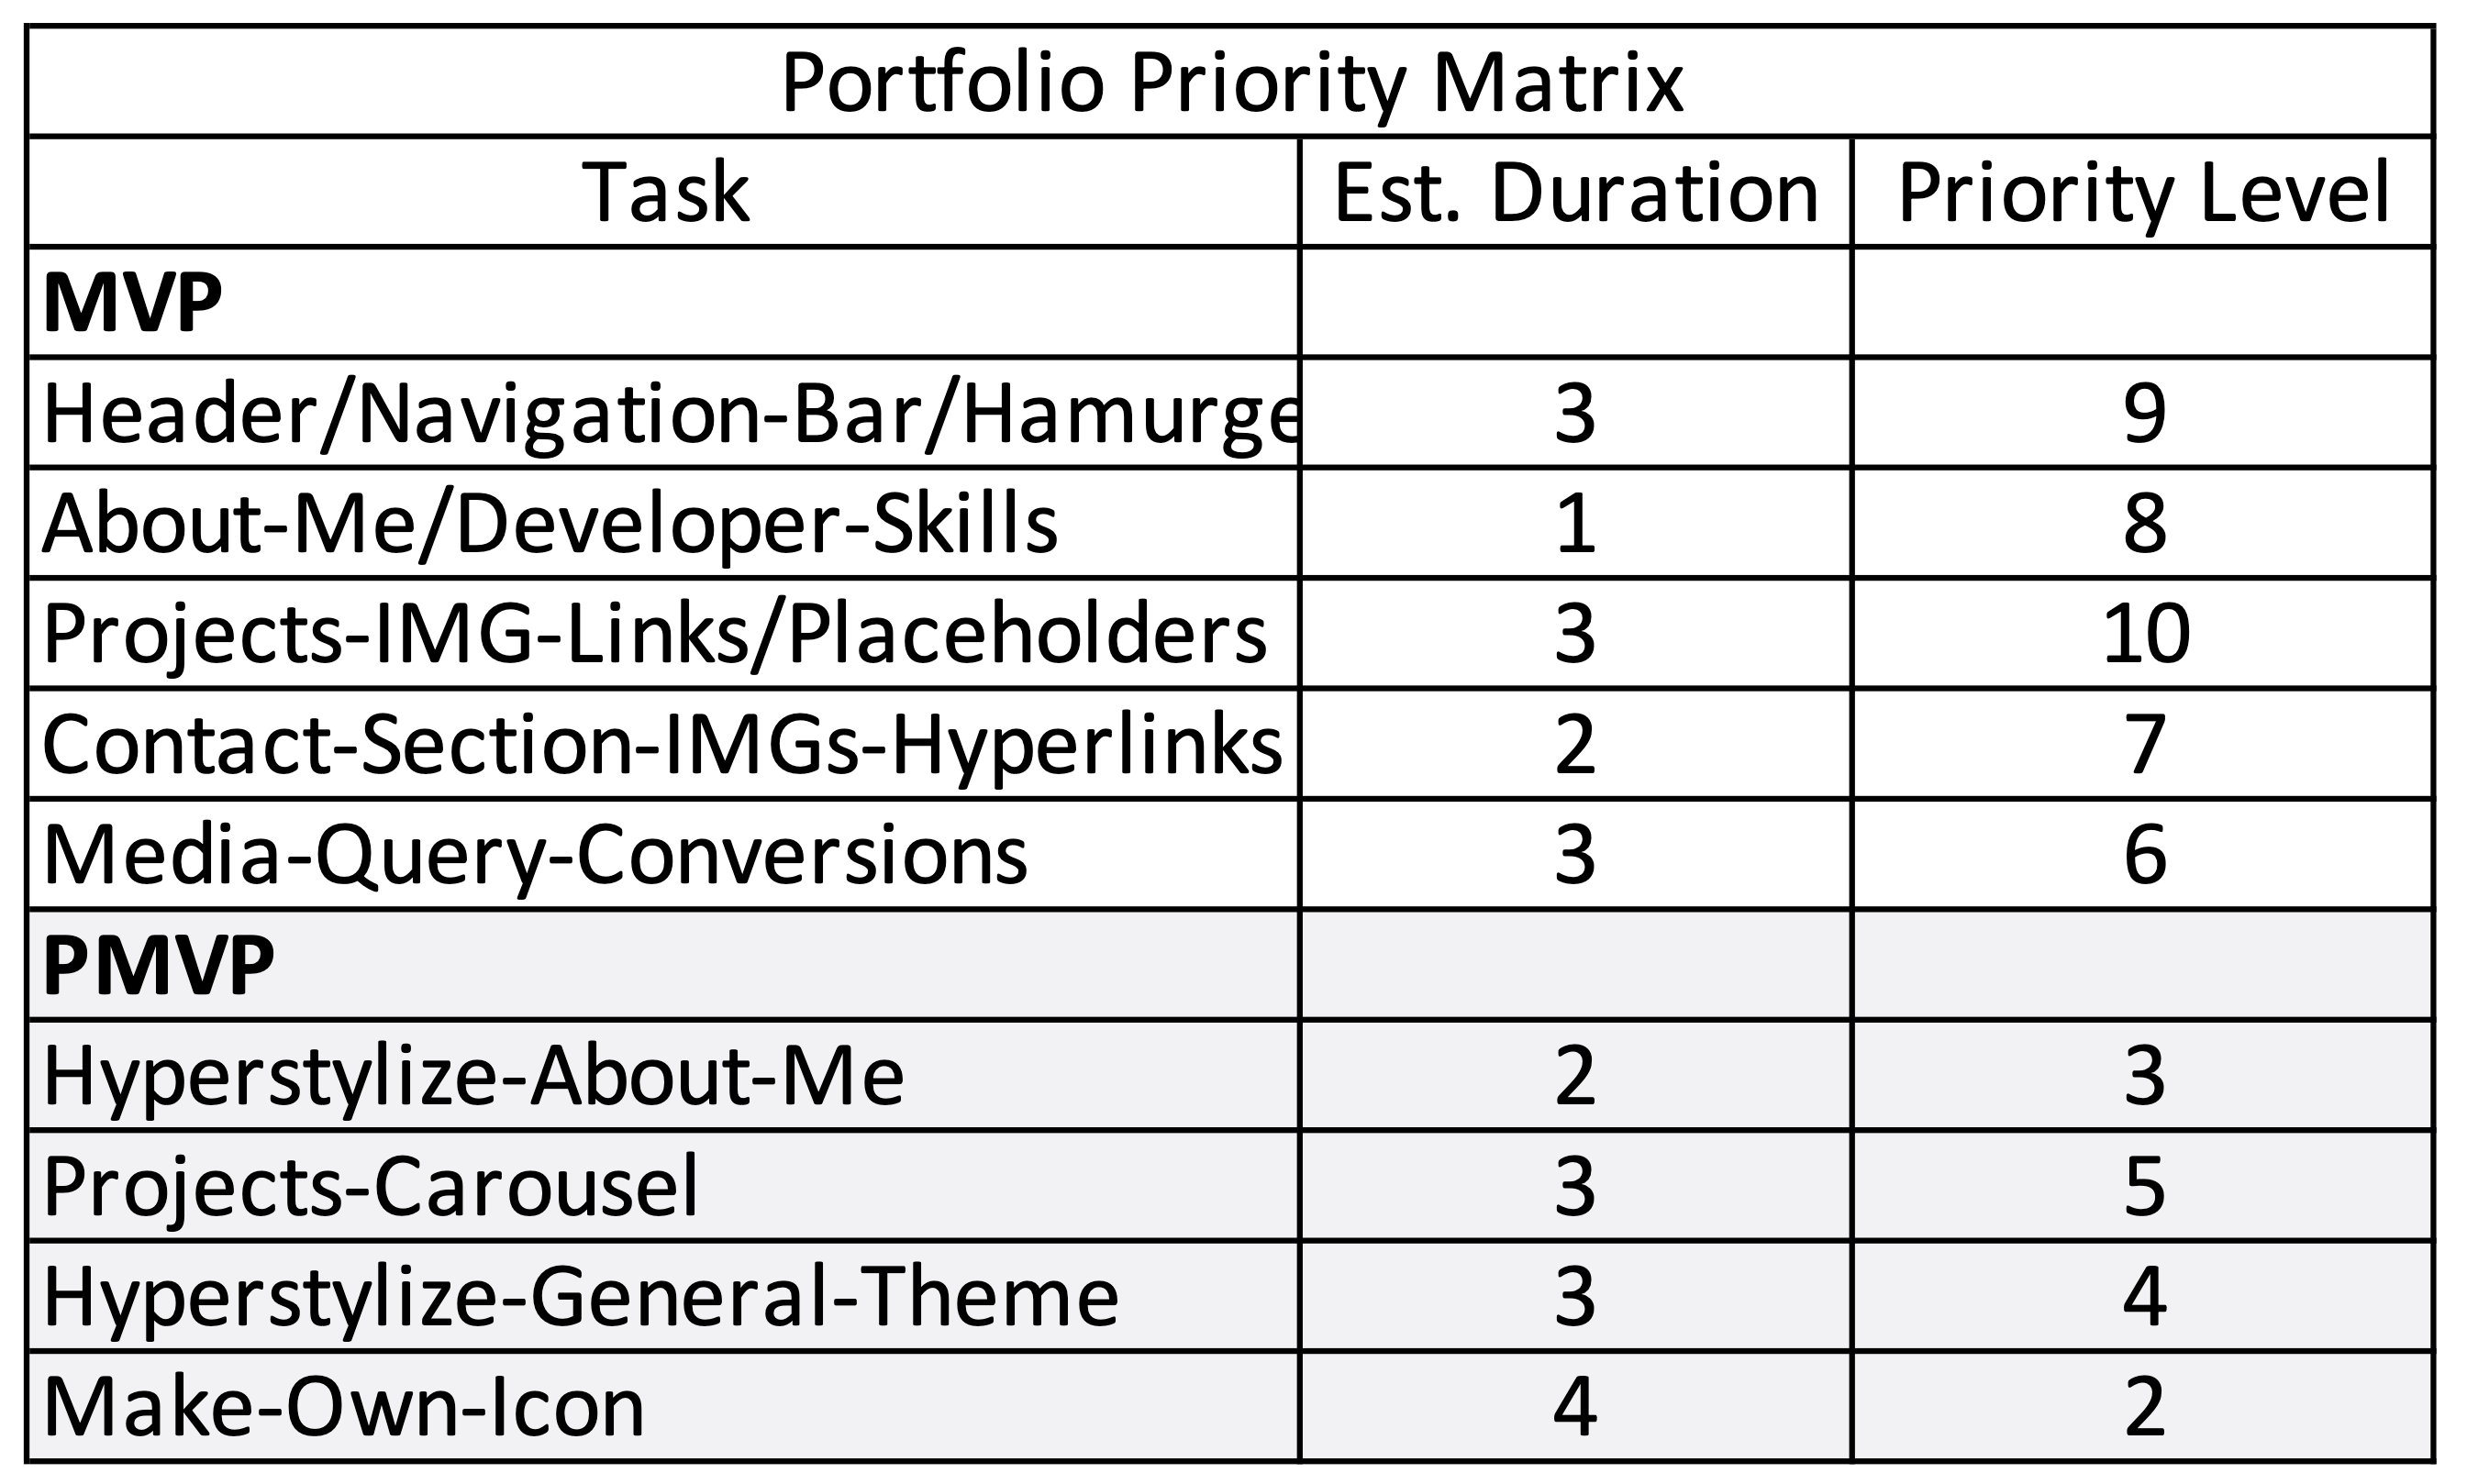 Portfolio Priority Matrix
Task Est. Duration Priority Level
MVP
Header/Navigation-Bar/Hamurge 3 9
About-Me/Developer-Skills 1 8
Projects-IMG-Links/Placeholders 3 10
Contact-Section-IMGs-Hyperlinks 2 7
Media-Query-Conversions 3 6
PMVP
Hyperstylize-About-Me 2 3
Projects-Carousel 3 5
Hyperstylize-General-Theme 3 4
Make-Own-Icon 4 2